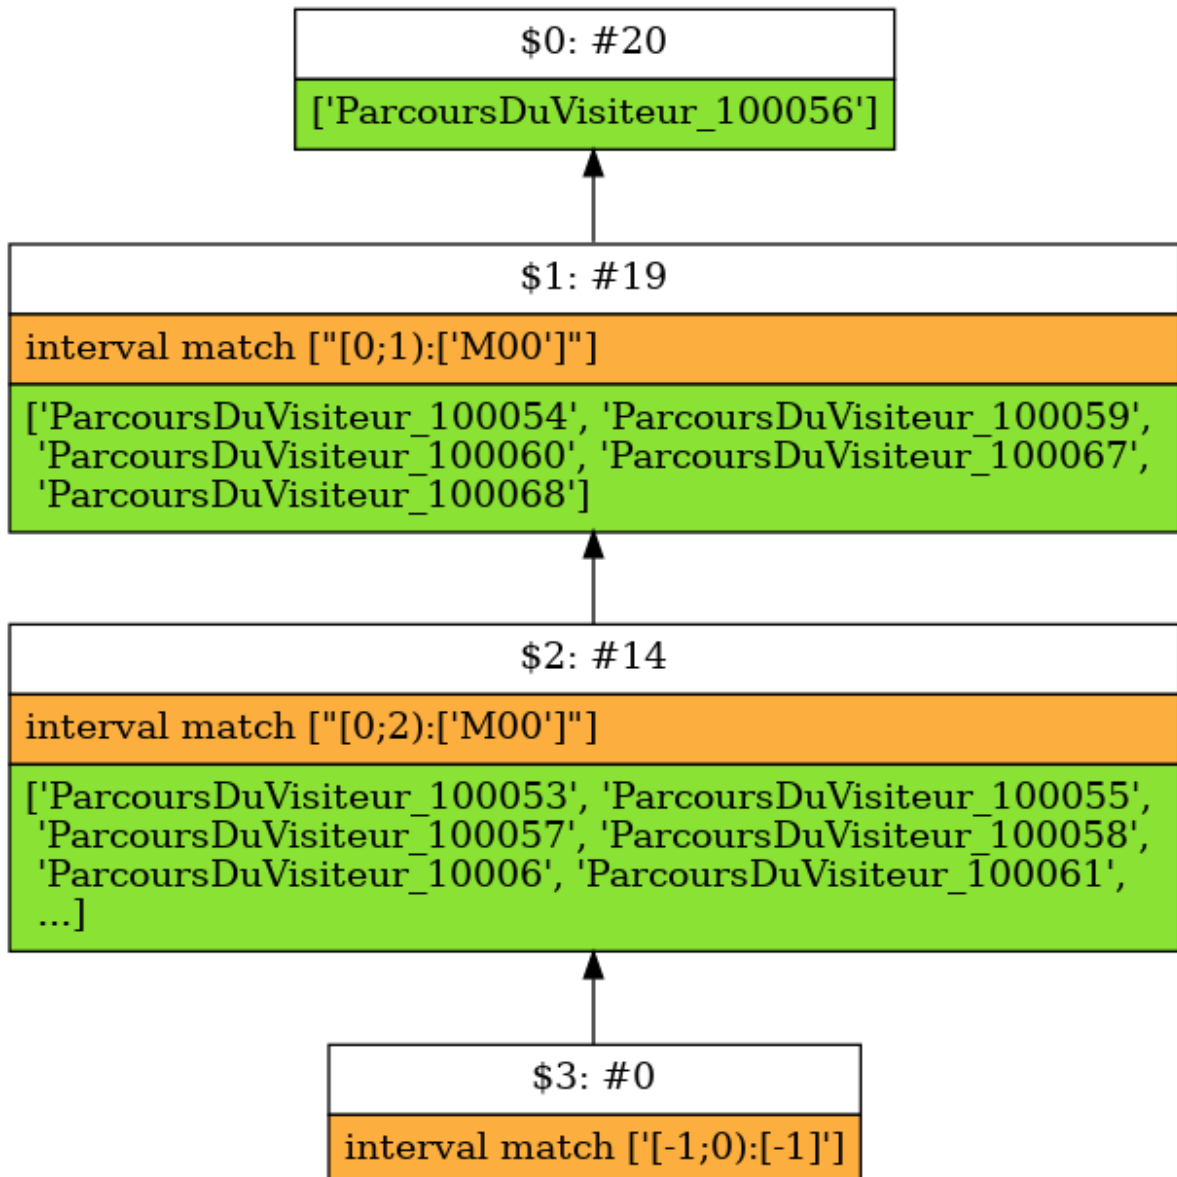 $0: #20
['ParcoursDuVisiteur_100056']
$1: #19
interval match ["[0;1):['M00']"]
['ParcoursDuVisiteur_100054', 'ParcoursDuVisiteur_100059',
'ParcoursDuVisiteur_100060', 'ParcoursDuVisiteur_100067',
'ParcoursDuVisiteur_100068']
$2: #14
interval match ["[0;2):['M00']"]
['ParcoursDuVisiteur_100053', 'ParcoursDuVisiteur_100055',
'ParcoursDuVisiteur_100057', 'ParcoursDuVisiteur_100058',
'ParcoursDuVisiteur_10006', 'ParcoursDuVisiteur_100061',
...]
$3: #0
interval match ['[-1;0):[-1]']